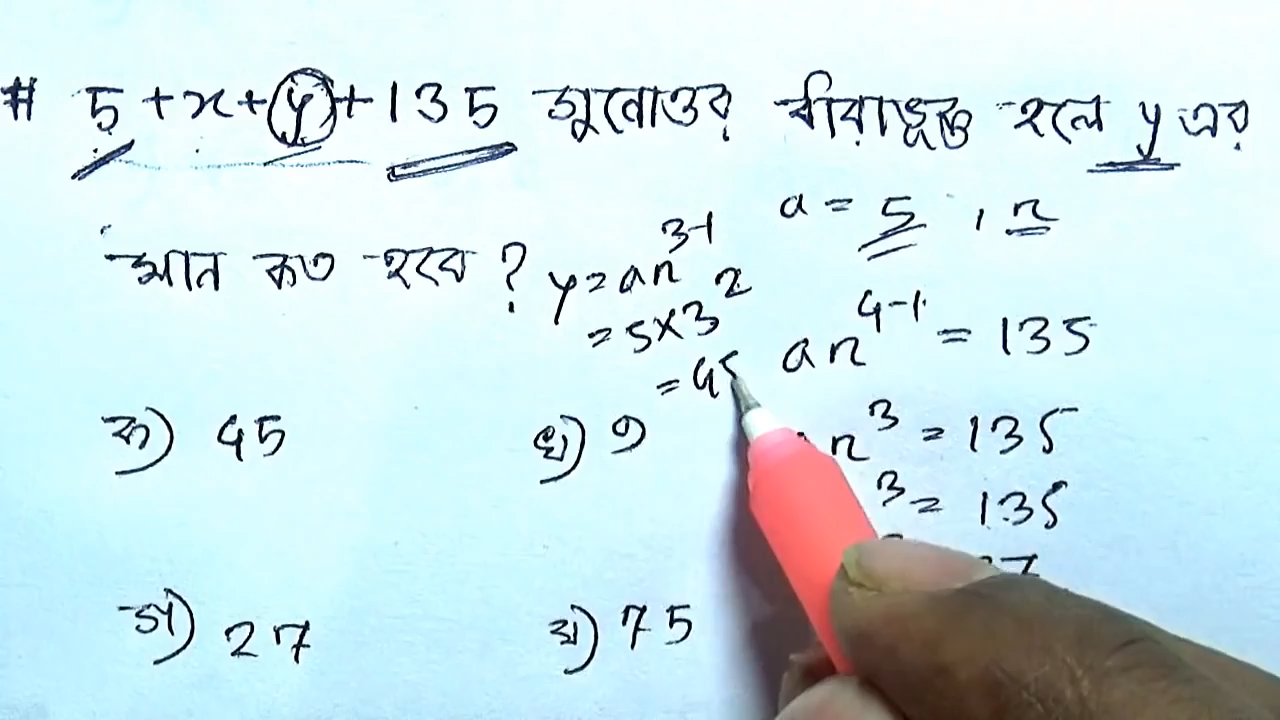 # 5 + x + y + 135 গুনোত্তর ধারাভুক্ত হলে y এর
মান কত হবে ?
a = 5 , r
y = ar^3-1
= 5×3^2
= 45
ar^4-1 = 135
r^3 = 135
3 = 135
27
ক) 45
খ) 9
গ) 27
ঘ) 75